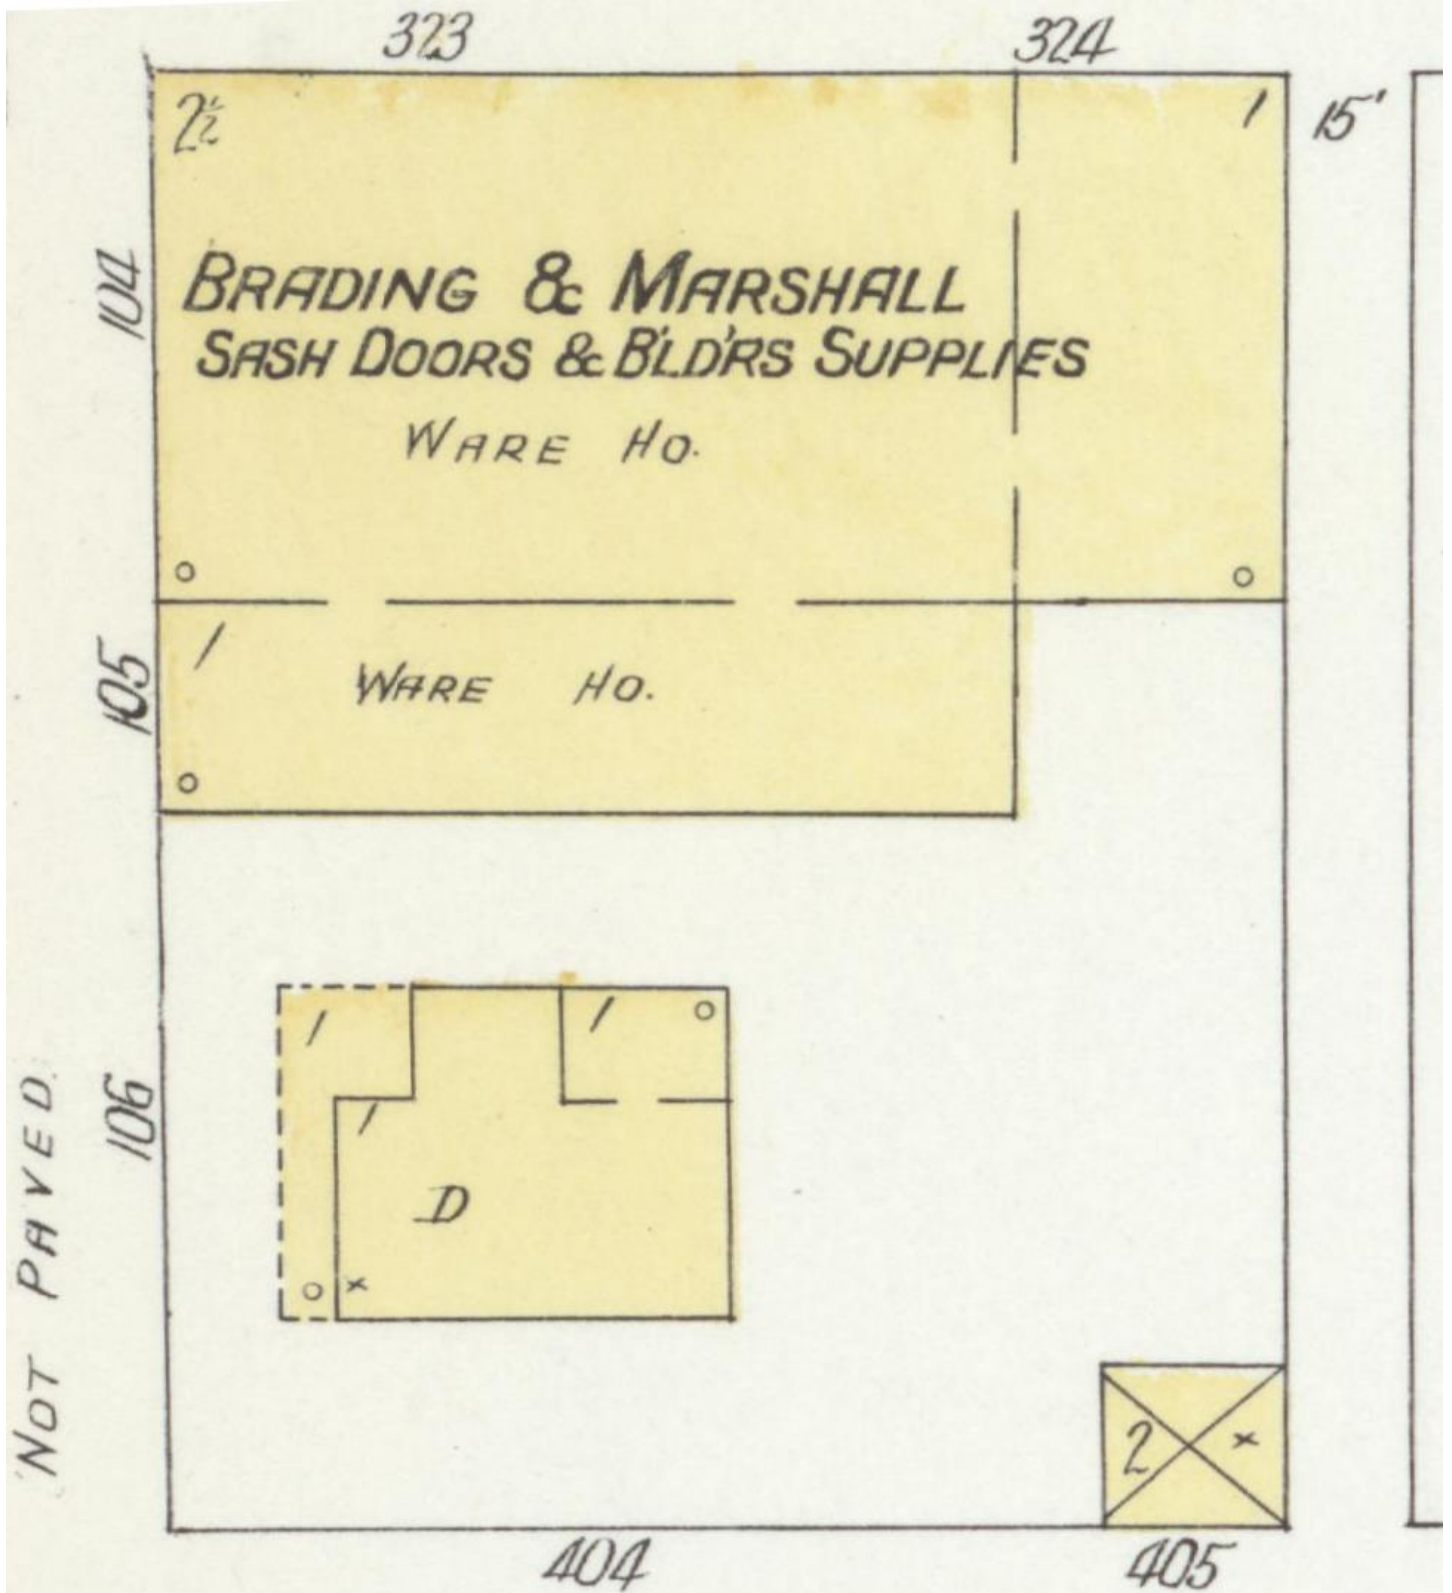 323 324
2½ 1 15'
104
BRADING & MARSHALL
SASH DOORS & B'LD'RS SUPPLIES
WARE HO.
105
1
WARE HO.
1 1
106
1
D
NOT PAVED.
2
404 405